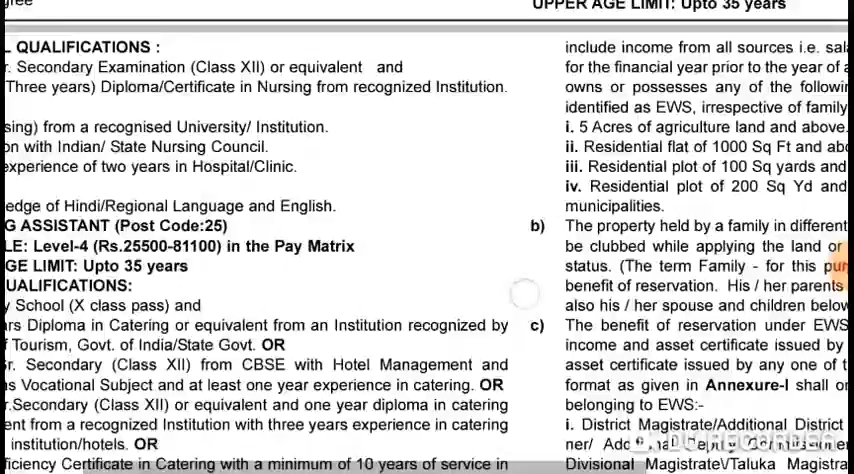 UPPER AGE LIMIT: Upto 35 years
QUALIFICATIONS :
Secondary Examination (Class XII) or equivalent and
Three years) Diploma/Certificate in Nursing from recognized Institution.
sing) from a recognised University/ Institution.
on with Indian/ State Nursing Council.
experience of two years in Hospital/Clinic.
edge of Hindi/Regional Language and English.
G ASSISTANT (Post Code:25)
LE: Level-4 (Rs.25500-81100) in the Pay Matrix
GE LIMIT: Upto 35 years
UALIFICATIONS:
y School (X class pass) and
rs Diploma in Catering or equivalent from an Institution recognized by
f Tourism, Govt. of India/State Govt. OR
r. Secondary (Class XII) from CBSE with Hotel Management and
s Vocational Subject and at least one year experience in catering. OR
r.Secondary (Class XII) or equivalent and one year diploma in catering
ent from a recognized Institution with three years experience in catering
institution/hotels. OR
ficiency Certificate in Catering with a minimum of 10 years of service in
include income from all sources i.e. sal
for the financial year prior to the year of a
owns or possesses any of the followin
identified as EWS, irrespective of family
i. 5 Acres of agriculture land and above.
ii. Residential flat of 1000 Sq Ft and abo
iii. Residential plot of 100 Sq yards and
iv. Residential plot of 200 Sq Yd and
municipalities.
b) The property held by a family in different
be clubbed while applying the land or
status. (The term Family - for this pur
benefit of reservation. His / her parents
also his / her spouse and children below
c) The benefit of reservation under EWS
income and asset certificate issued by
asset certificate issued by any one of t
format as given in Annexure-I shall on
belonging to EWS:-
i. District Magistrate/Additional District
ner/ Additional Deputy Commissioner
Divisional Magistrate\/Taluka Magistra
DU RECORDER